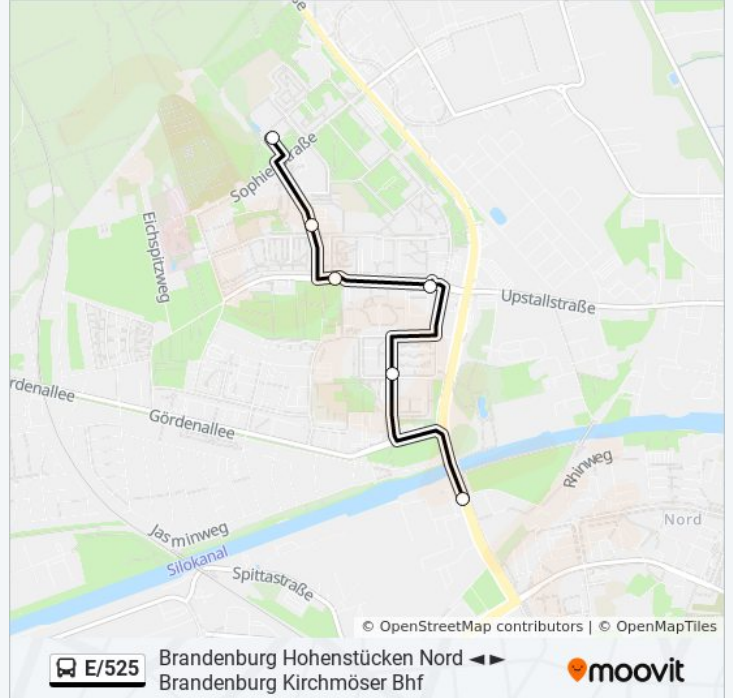 Sophienstraße
Eichspitzweg
Upstallstraße
rdenallee
Gördenallee
Rhinweg
Nord
Jasminweg
Silokanal
Spittastraße
© OpenStreetMap contributors | © OpenMapTiles
E/525
Brandenburg Hohenstücken Nord ◄►
Brandenburg Kirchmöser Bhf
moovit